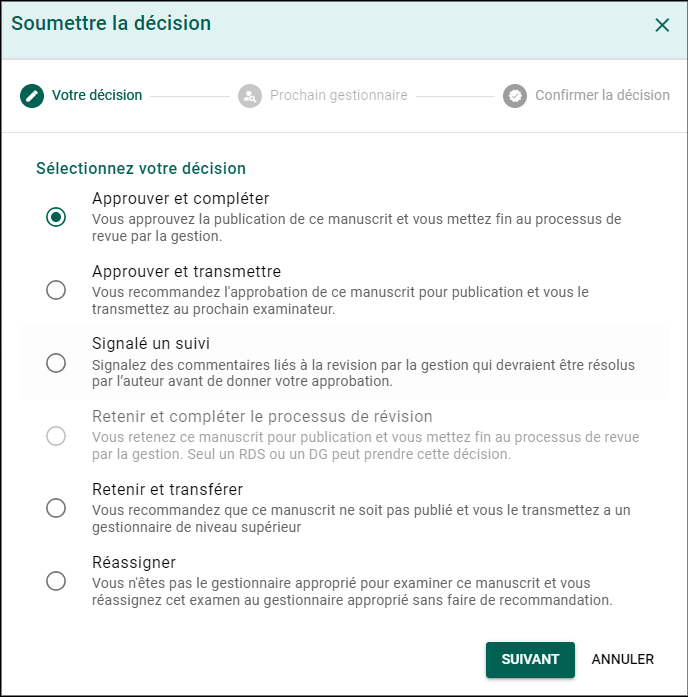 Soumettre la décision
Votre décision
Prochain gestionnaire
Confirmer la décision
Sélectionnez votre décision
Approuver et compléter
Vous approuvez la publication de ce manuscrit et vous mettez fin au processus de
revue par la gestion.
Approuver et transmettre
Vous recommandez l'approbation de ce manuscrit pour publication et vous le
transmettez au prochain examinateur.
Signalé un suivi
Signalez des commentaires liés à la revision par la gestion qui devraient être résolus
par l’auteur avant de donner votre approbation.
Retenir et compléter le processus de révision
Vous retenez ce manuscrit pour publication et vous mettez fin au processus de revue
par la gestion. Seul un RDS ou un DG peut prendre cette décision.
Retenir et transférer
Vous recommandez que ce manuscrit ne soit pas publié et vous le transmettez a un
gestionnaire de niveau supérieur
Réassigner
Vous n'êtes pas le gestionnaire approprié pour examiner ce manuscrit et vous
réassignez cet examen au gestionnaire approprié sans faire de recommandation.
SUIVANT
ANNULER